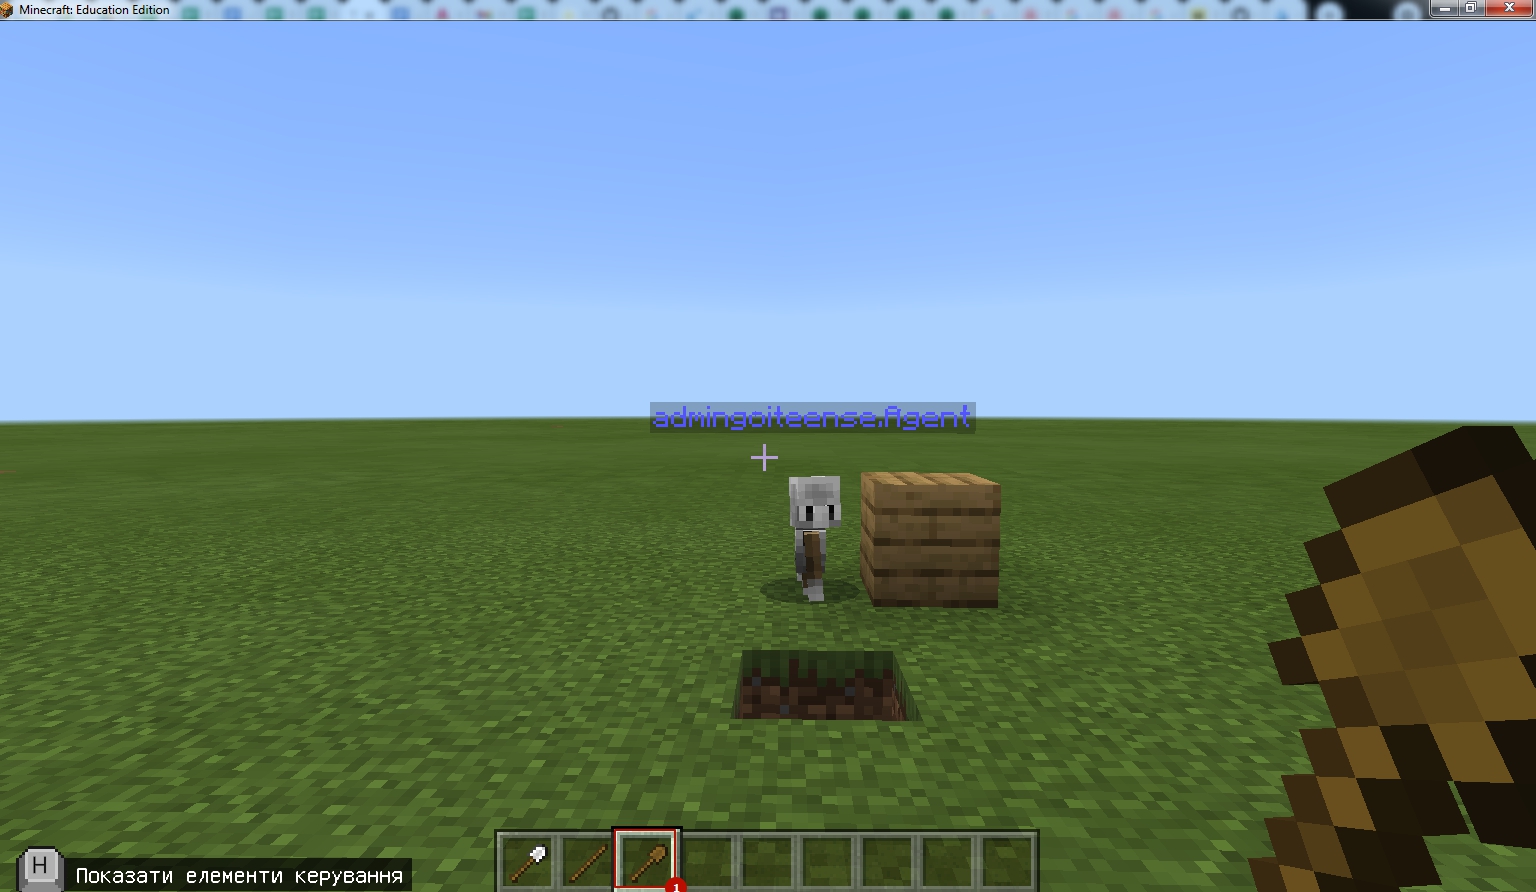 Minecraft: Education Edition
admingoiteense.Agent
1
H
Показати елементи керування